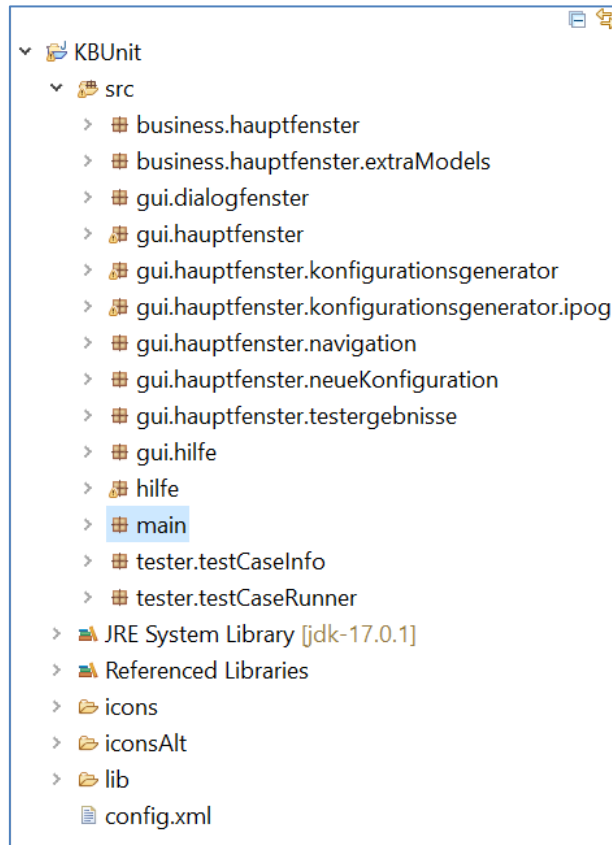 KBUnit
src
business.hauptfenster
business.hauptfenster.extraModels
gui.dialogfenster
gui.hauptfenster
gui.hauptfenster.konfigurationsgenerator
gui.hauptfenster.konfigurationsgenerator.ipog
gui.hauptfenster.navigation
gui.hauptfenster.neueKonfiguration
gui.hauptfenster.testergebnisse
gui.hilfe
hilfe
main
tester.testCaseInfo
tester.testCaseRunner
JRE System Library [jdk-17.0.1]
Referenced Libraries
icons
iconsAlt
lib
config.xml